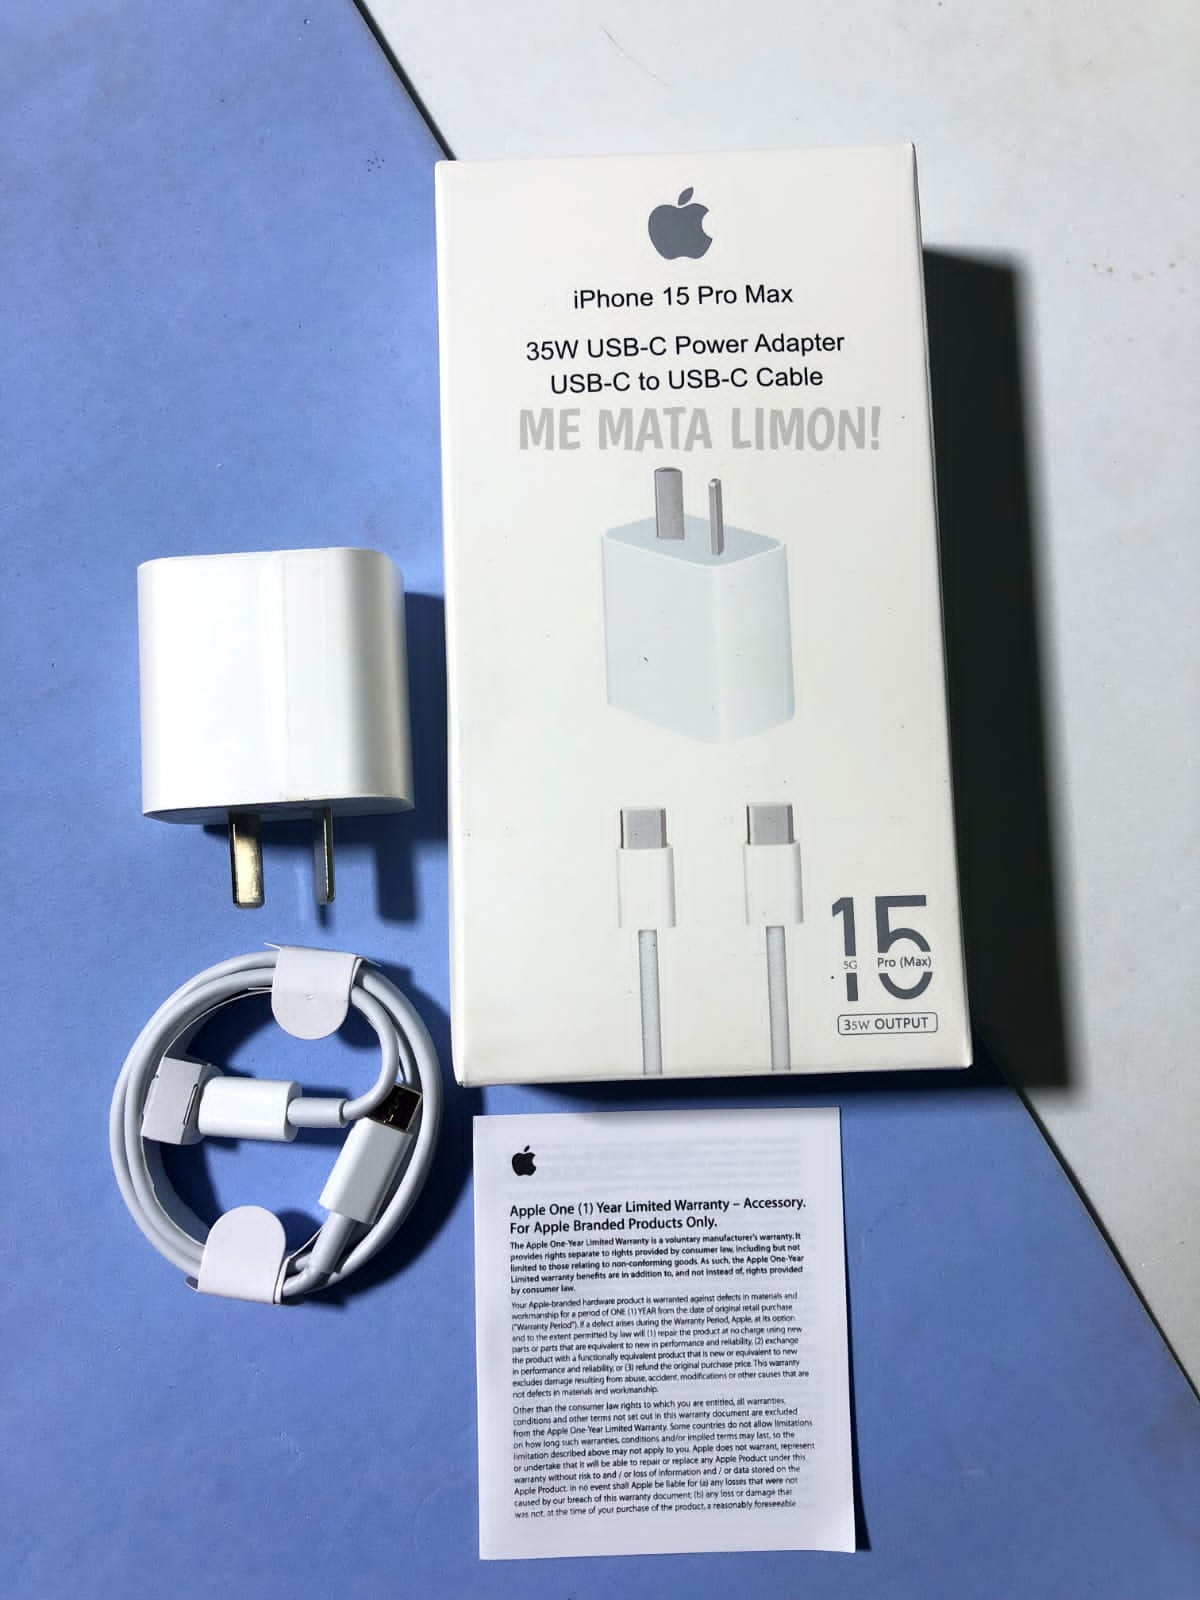 iPhone 15 Pro Max
35W USB-C Power Adapter
USB-C to USB-C Cable
ME MATA LIMON!
15
5G Pro (Max)
35W OUTPUT
Apple One (1) Year Limited Warranty – Accessory.
For Apple Branded Products Only.
The Apple One-Year Limited Warranty is a voluntary manufacturer's warranty. It
provides rights separate to rights provided by consumer law, including but not
limited to those relating to non-conforming goods. As such, the Apple One-Year
Limited warranty benefits are in addition to, and not instead of, rights provided
by consumer law.
Your Apple-branded hardware product is warranted against defects in materials and
workmanship for a period of ONE (1) YEAR from the date of original retail purchase
("Warranty Period"). If a defect arises during the Warranty Period, Apple, at its option
and to the extent permitted by law will (1) repair the product at no charge using new
parts or parts that are equivalent to new in performance and reliability, (2) exchange
the product with a functionally equivalent product that is new or equivalent to new
in performance and reliability, or (3) refund the original purchase price. This warranty
excludes damage resulting from abuse, accident, modifications or other causes that are
not defects in materials and workmanship.
Other than the consumer law rights to which you are entitled, all warranties,
conditions and other terms not set out in this warranty document are excluded
from the Apple One-Year Limited Warranty. Some countries do not allow limitations
on how long such warranties, conditions and/or implied terms may last, so the
limitation described above may not apply to you. Apple does not warrant, represent
or undertake that it will be able to repair or replace any Apple Product under this
warranty without risk to and / or loss of information and / or data stored on the
Apple Product. In no event shall Apple be liable for (a) any losses that were not
caused by our breach of this warranty document; (b) any loss or damage that
was not, at the time of your purchase of the product, a reasonably foreseeable